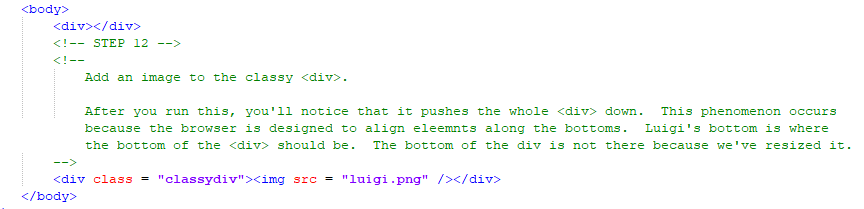 <body>
<div></div>
<!-- STEP 12 -->
<!--
Add an image to the classy <div>.
After you run this, you'll notice that it pushes the whole <div> down.  This phenomenon occurs
because the browser is designed to align eleemnts along the bottoms.  Luigi's bottom is where
the bottom of the <div> should be.  The bottom of the div is not there because we've resized it.
-->
<div class = "classydiv"><img src = "luigi.png" /></div>
</body>